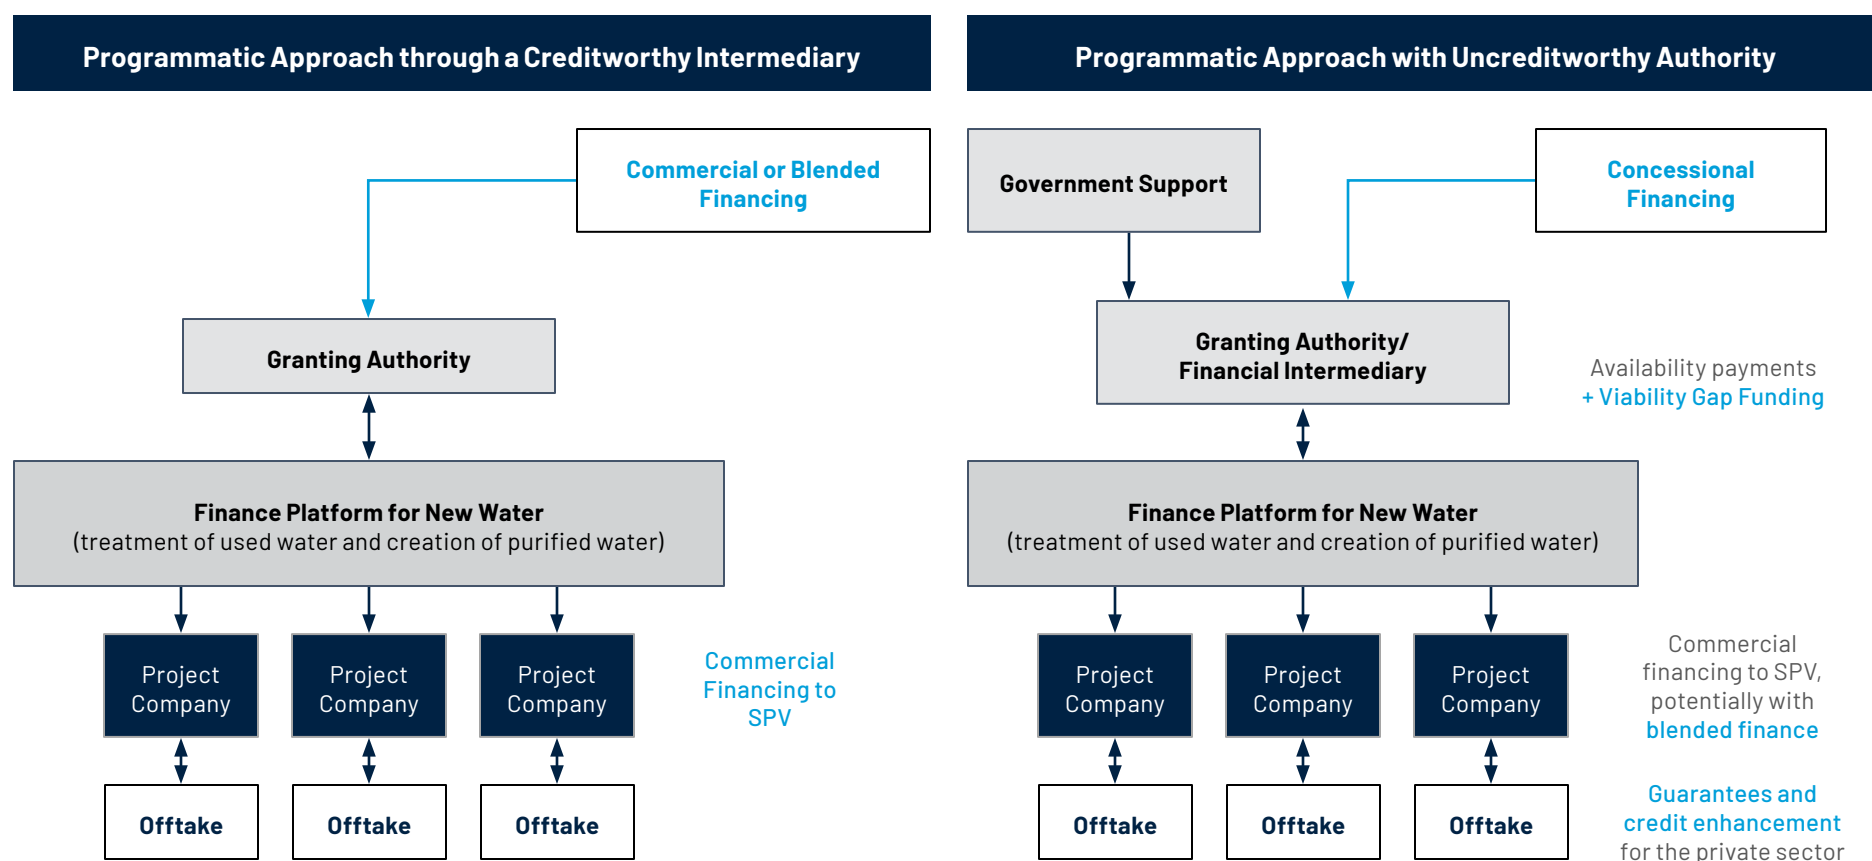 Programmatic Approach through a Creditworthy Intermediary
Commercial or Blended
Financing
Granting Authority
Finance Platform for New Water
(treatment of used water and creation of purified water)
Project
Company
Project
Company
Project
Company
Commercial
Financing to
SPV
Offtake
Offtake
Offtake
Programmatic Approach with Uncreditworthy Authority
Government Support
Concessional
Financing
Granting Authority/
Financial Intermediary
Availability payments
+ Viability Gap Funding
Finance Platform for New Water
(treatment of used water and creation of purified water)
Project
Company
Project
Company
Project
Company
Commercial
financing to SPV,
potentially with
blended finance
Offtake
Offtake
Offtake
Guarantees and
credit enhancement
for the private sector